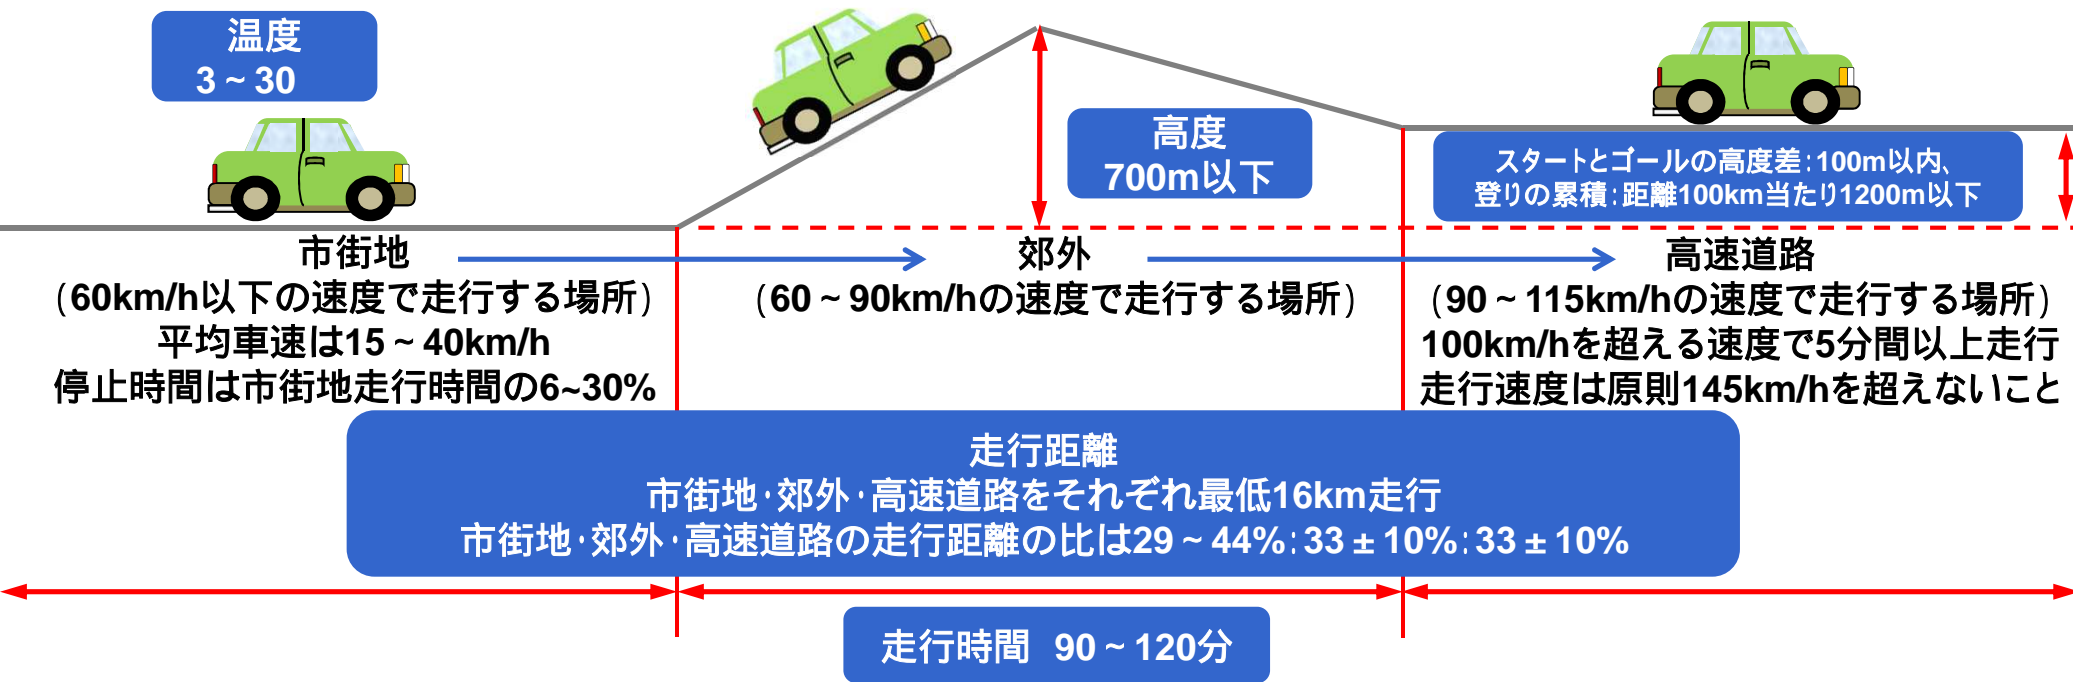 温度
3～30
高度
700m以下
スタートとゴールの高度差:100m以内、
登りの累積:距離100km当たり1200m以下
市街地
(60km/h以下の速度で走行する場所)
平均車速は15～40km/h
停止時間は市街地走行時間の6~30%
郊外
(60～90km/hの速度で走行する場所)
高速道路
(90～115km/hの速度で走行する場所)
100km/hを超える速度で5分間以上走行
走行速度は原則145km/hを超えないこと
走行距離
市街地･郊外･高速道路をそれぞれ最低16km走行
市街地･郊外･高速道路の走行距離の比は29～44%:33±10%:33±10%
走行時間 90～120分